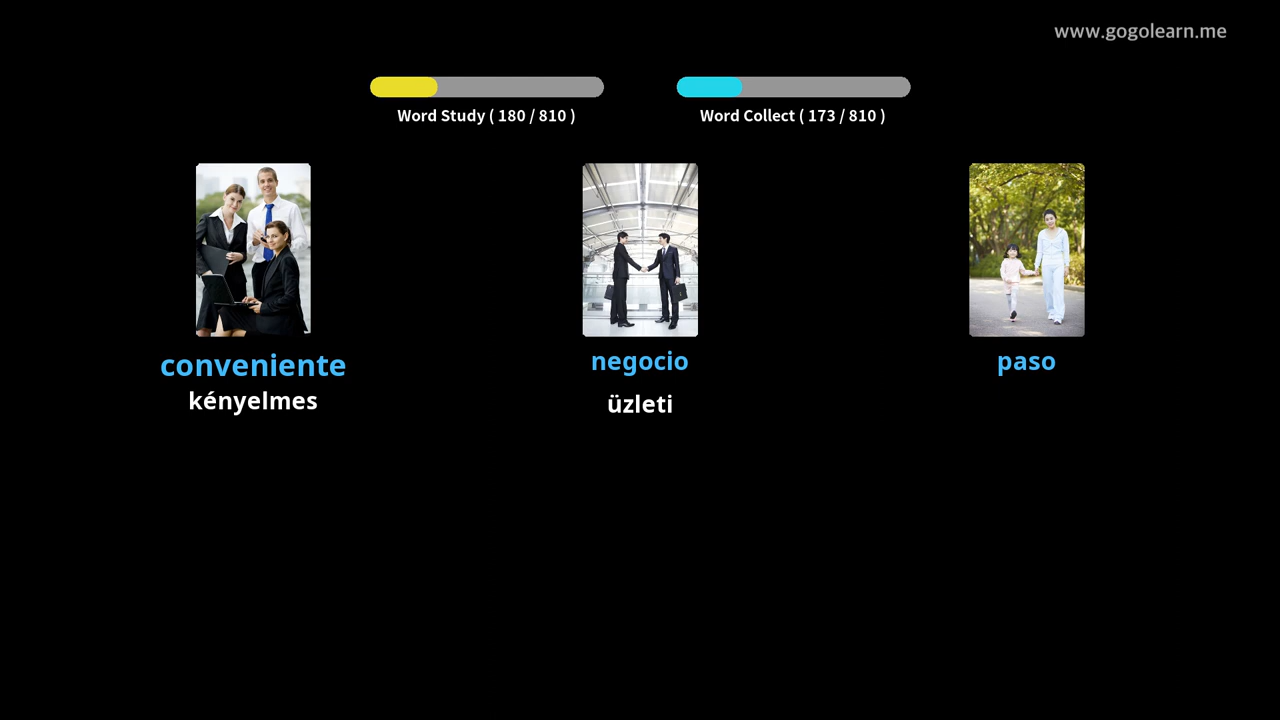 www.gogolearn.me
Word Study ( 180 / 810 )
Word Collect ( 173 / 810 )
conveniente
kényelmes
negocio
üzleti
paso